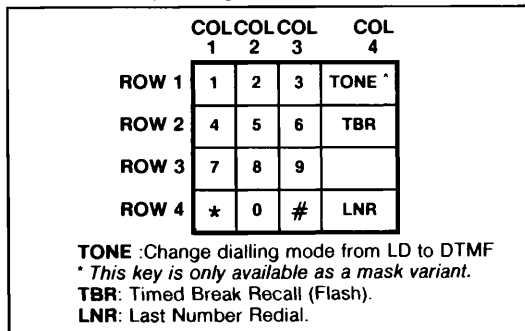 COL COL COL COL
1 2 3 4
ROW 1 1 2 3 TONE *
ROW 2 4 5 6 TBR
ROW 3 7 8 9
ROW 4 * 0 # LNR
TONE :Change dialling mode from LD to DTMF
* This key is only available as a mask variant.
TBR: Timed Break Recall (Flash).
LNR: Last Number Redial.